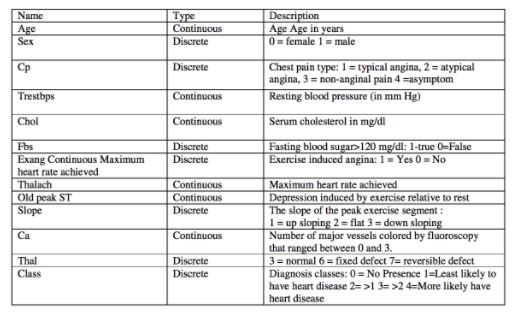 Name Type Description
Age Continuous Age Age in years
Sex Discrete 0 = female 1 = male
Cp Discrete Chest pain type: 1 = typical angina, 2 = atypical
angina, 3 = non-anginal pain 4 =asymptom
Trestbps Continuous Resting blood pressure (in mm Hg)
Chol Continuous Serum cholesterol in mg/dl
Fbs Discrete Fasting blood sugar>120 mg/dl: 1-true 0=False
Exang Continuous Maximum Discrete Exercise induced angina: 1 = Yes 0 = No
heart rate achieved
Thalach Continuous Maximum heart rate achieved
Old peak ST Continuous Depression induced by exercise relative to rest
Slope Discrete The slope of the peak exercise segment :
1 = up sloping 2 = flat 3 = down sloping
Ca Continuous Number of major vessels colored by fluoroscopy
that ranged between 0 and 3.
Thal Discrete 3 = normal 6 = fixed defect 7= reversible defect
Class Discrete Diagnosis classes: 0 = No Presence 1=Least likely to
have heart disease 2= >1 3= >2 4=More likely have
heart disease